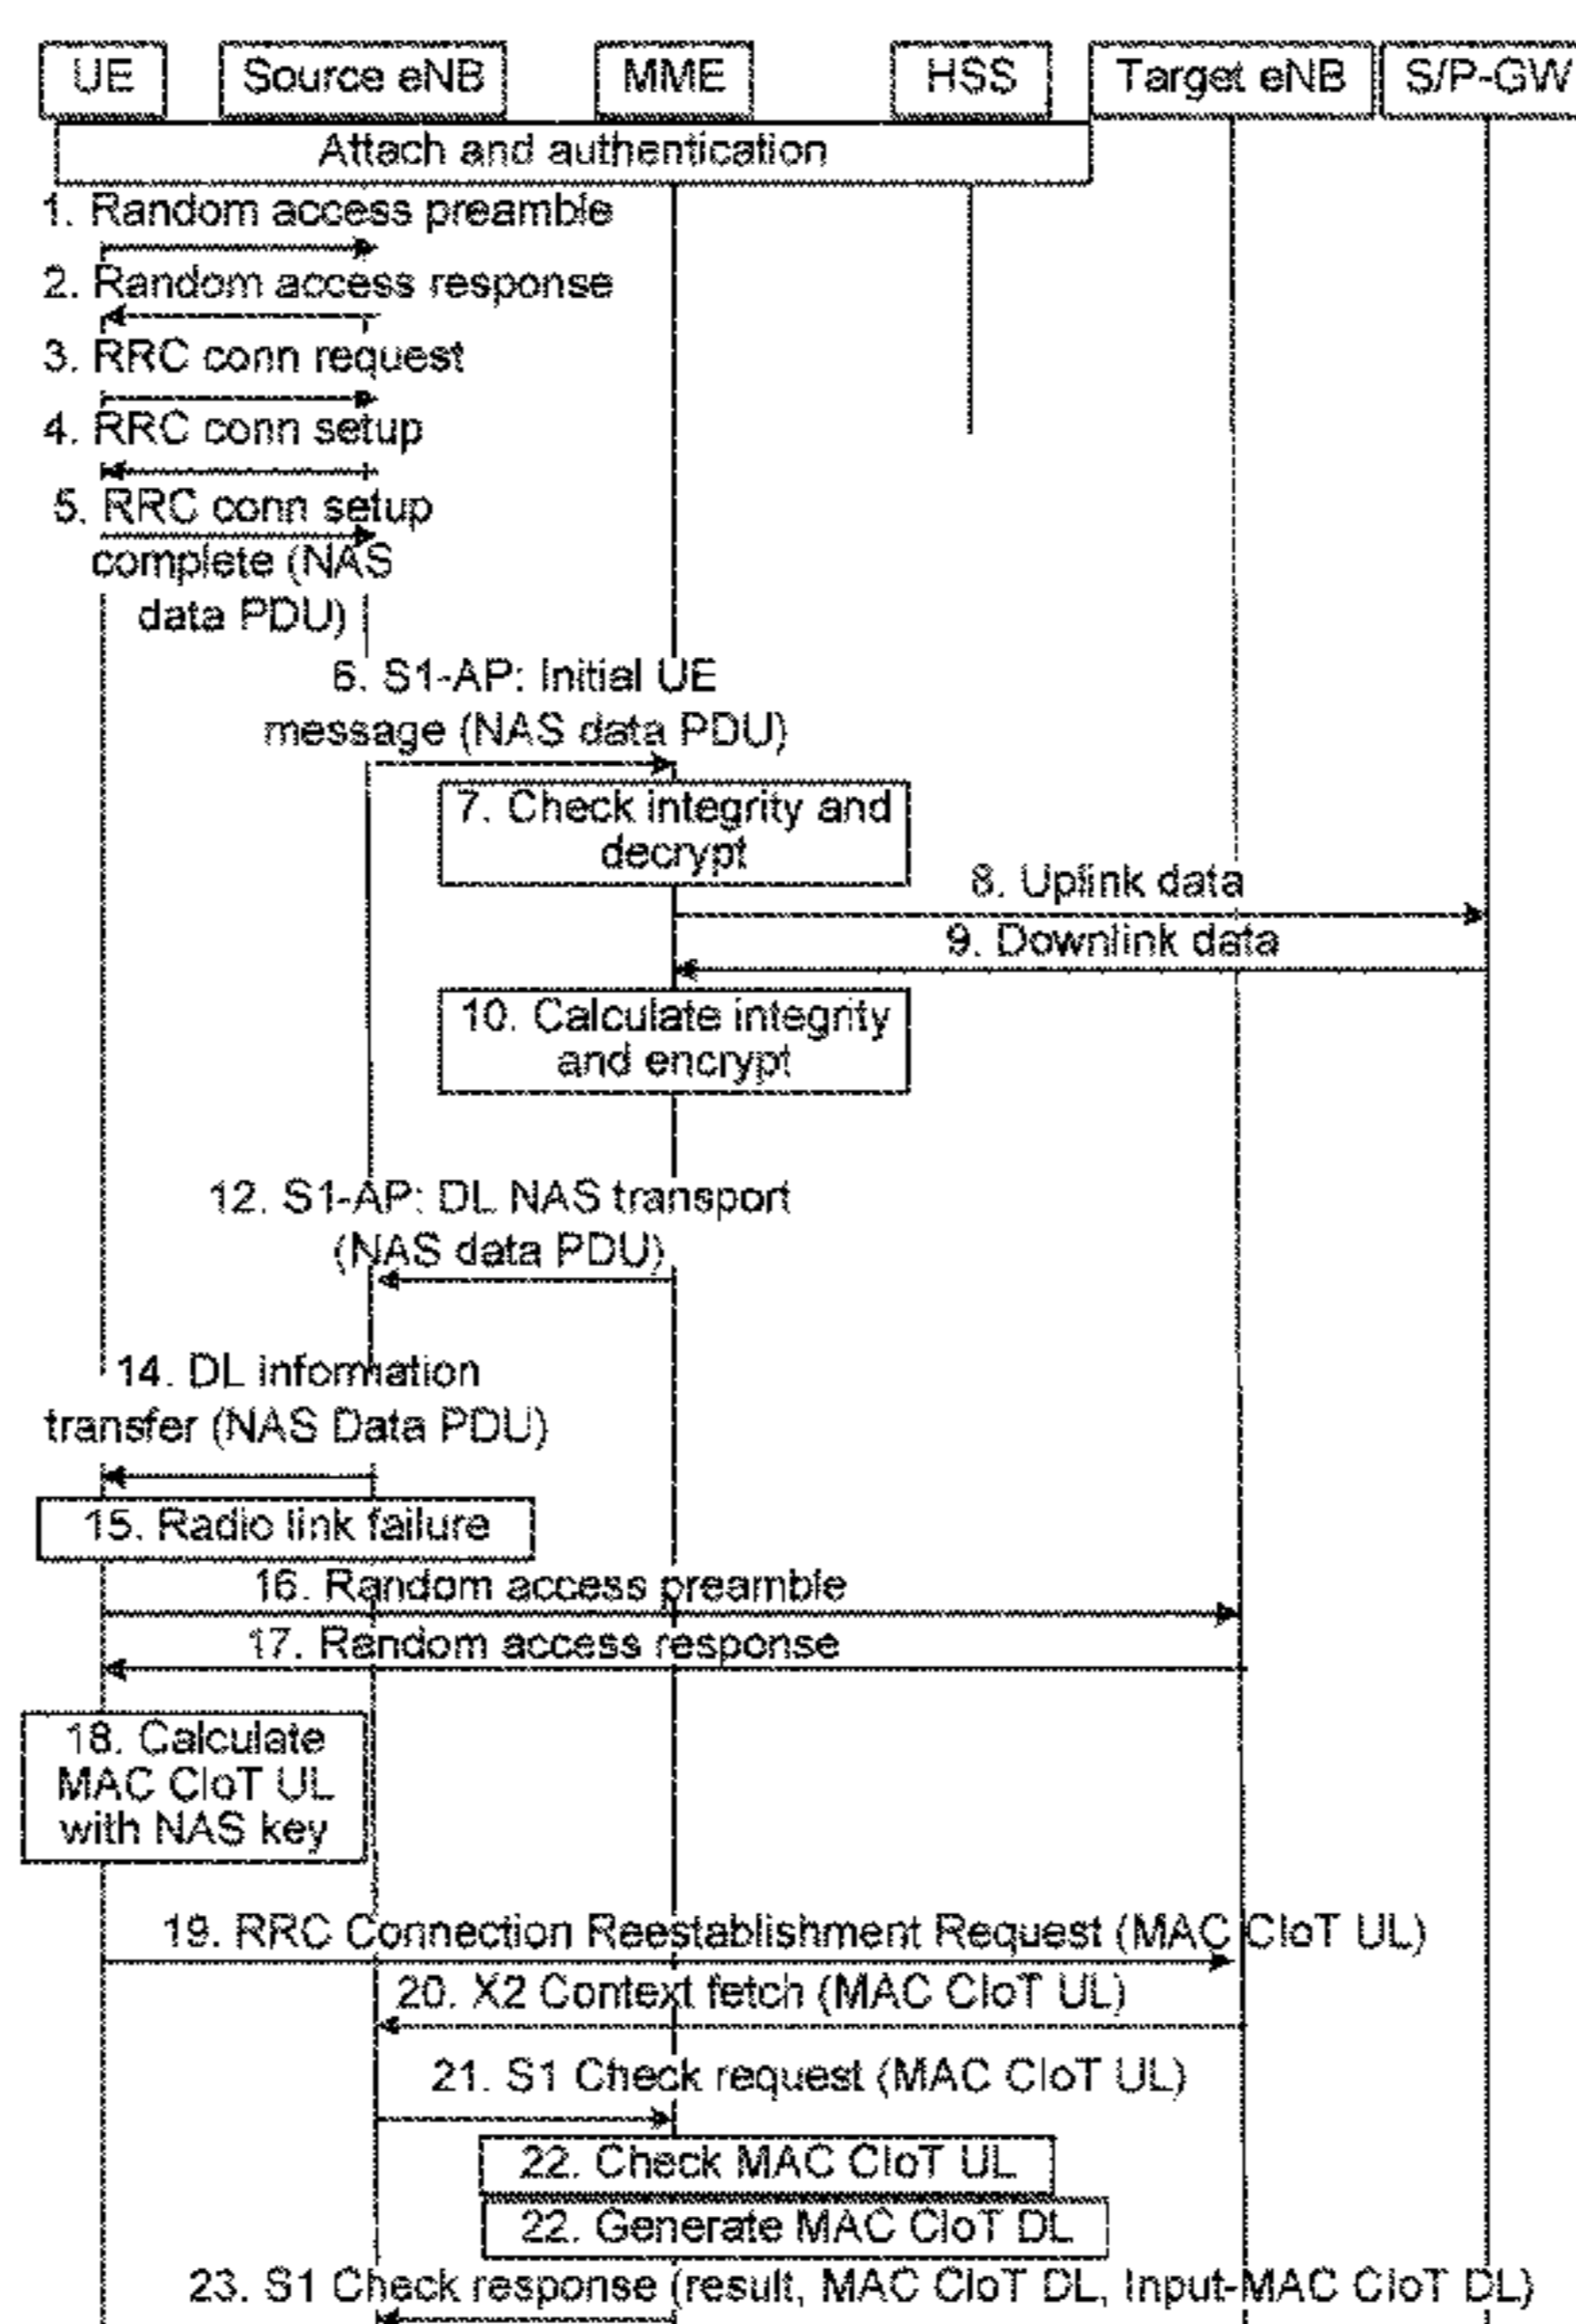 UE
Source eNB
MME
HSS
Target eNB
S/P-GW
Attach and authentication
1. Random access preamble
2. Random access response
3. RRC conn request
4. RRC conn setup
5. RRC conn setup
complete (NAS
data PDU)
6. S1-AP: Initial UE
message (NAS data PDU)
7. Check integrity and
decrypt
8. Uplink data
9. Downlink data
10. Calculate integrity
and encrypt
12. S1-AP: DL NAS transport
(NAS data PDU)
14. DL information
transfer (NAS Data PDU)
15. Radio link failure
16. Random access preamble
17. Random access response
18. Calculate
MAC CIoT UL
with NAS key
19. RRC Connection Reestablishment Request (MAC CIoT UL)
20. X2 Context fetch (MAC CIoT UL)
21. S1 Check request (MAC CIoT UL)
22. Check MAC CIoT UL
22. Generate MAC CIoT DL
23. S1 Check response (result, MAC CIoT DL, Input-MAC CIoT DL)